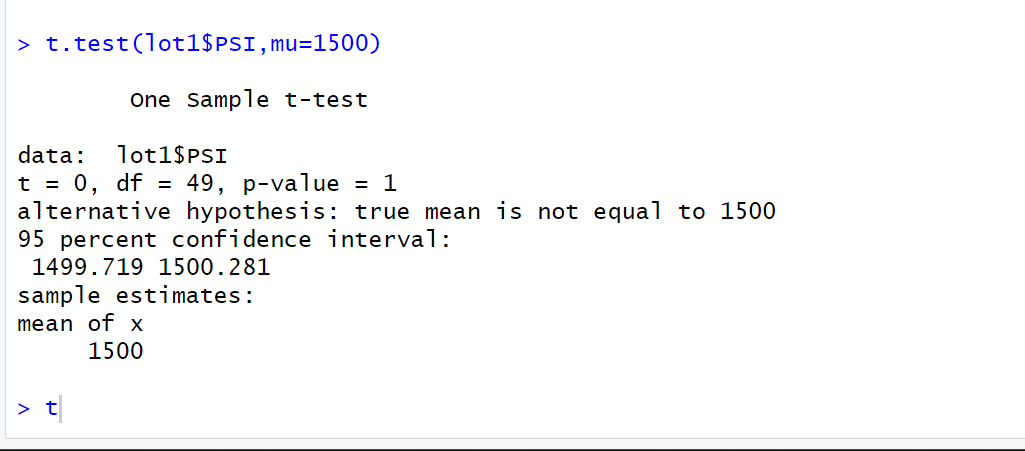 > t.test(lot1$PSI,mu=1500)
One Sample t-test
data:  lot1$PSI
t = 0, df = 49, p-value = 1
alternative hypothesis: true mean is not equal to 1500
95 percent confidence interval:
1499.719 1500.281
sample estimates:
mean of x
1500
> t